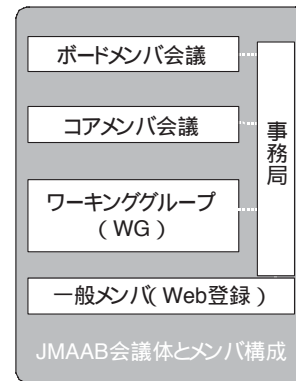 ボードメンバ会議
コアメンバ会議
事務局
ワーキンググループ
（WG）
一般メンバ（Web登録）
JMAAB会議体とメンバ構成